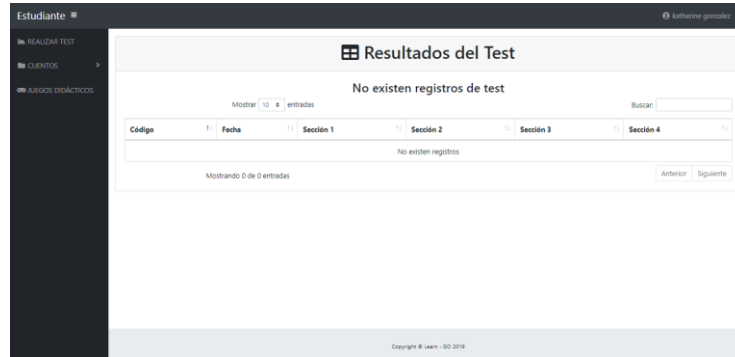 Estudiante
katherine gonzalez
REALIZAR TEST
CUENTOS
JUEGOS DIDÁCTICOS
Resultados del Test
No existen registros de test
Mostrar 10 entradas
Buscar:
Código Fecha Sección 1 Sección 2 Sección 3 Sección 4
No existen registros
Mostrando 0 de 0 entradas
Anterior Siguiente
Copyright © Learn - GO 2019